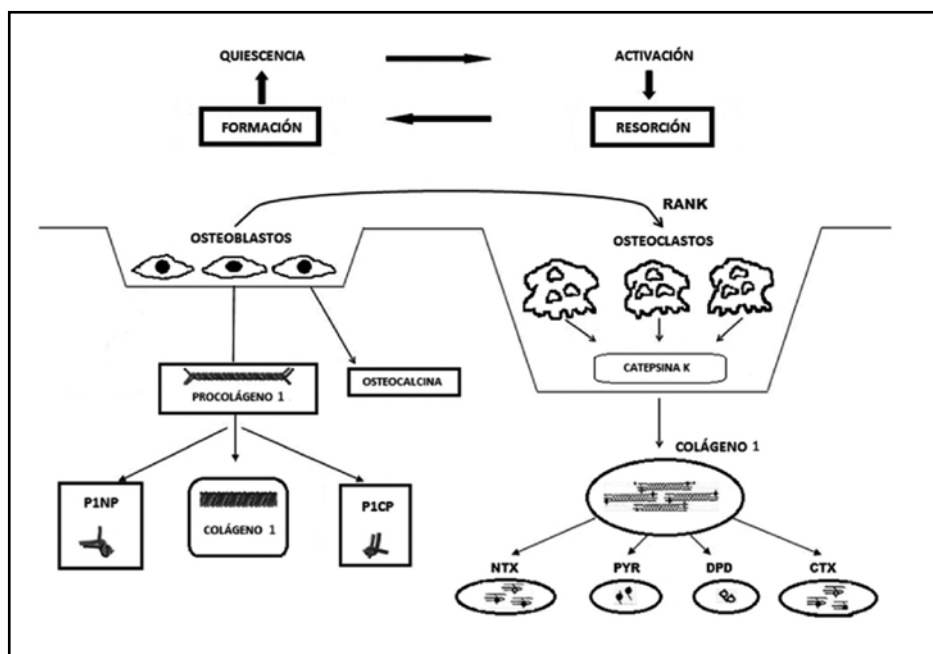 QUIESCENCIA
ACTIVACIÓN
FORMACIÓN
RESORCIÓN
RANK
OSTEOBLASTOS
OSTEOCLASTOS
CATEPSINA K
PROCOLÁGENO 1
OSTEOCALCINA
COLÁGENO 1
P1NP
COLÁGENO 1
P1CP
NTX
PYR
DPD
CTX